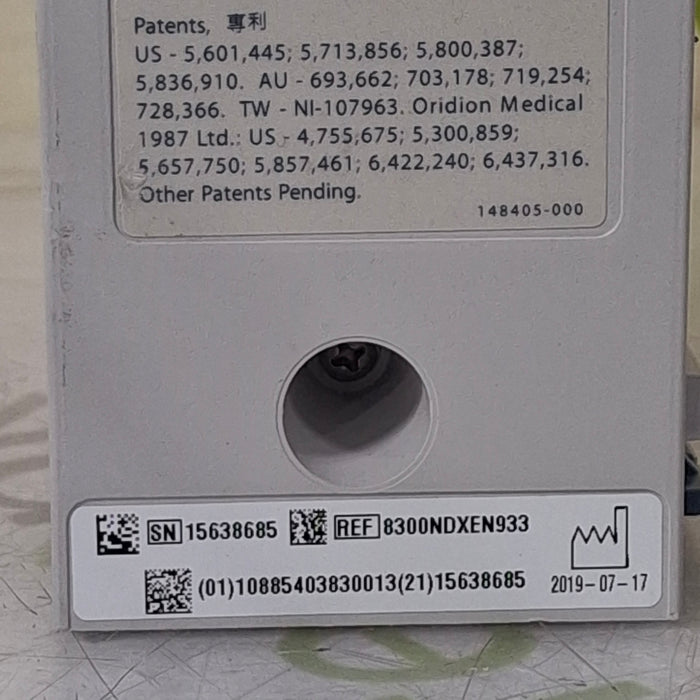 Patents, 專利
US - 5,601,445; 5,713,856; 5,800,387;
5,836,910. AU - 693,662; 703,178; 719,254;
728,366. TW - NI-107963. Oridion Medical
1987 Ltd.: US - 4,755,675; 5,300,859;
5,657,750; 5,857,461; 6,422,240; 6,437,316.
Other Patents Pending.
148405-000
SN 15638685 REF 8300NDXEN933
(01)10885403830013(21)15638685 2019-07-17